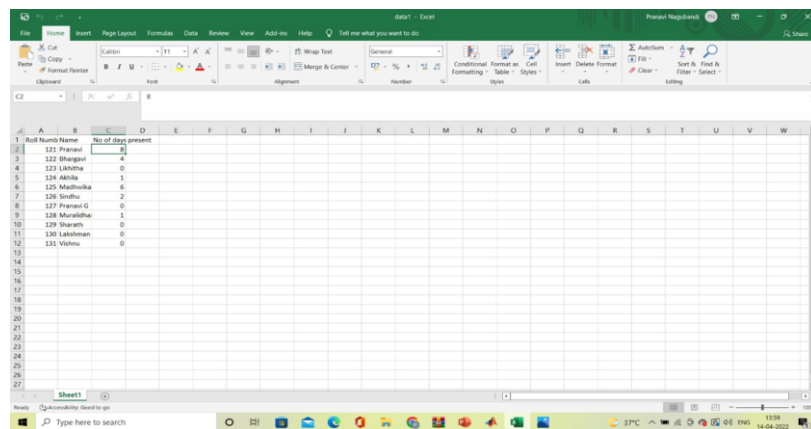 data1 - Excel
Pranavi Nagubandi
File Home Insert Page Layout Formulas Data Review View Add-ins Help Tell me what you want to do
Share
Cut
Copy
Format Painter
Paste
Calibri 11
B I U
Wrap Text
Merge & Center
General
Conditional Formatting
Format as Table
Cell Styles
Insert Delete Format
AutoSum
Fill
Clear
Sort & Filter
Find & Select
Clipboard Font Alignment Number Styles Cells Editing
C2 fx 8
A B C D E F G H I J K L M N O P Q R S T U V W
1 Roll Numb Name No of days present
2 121 Pranavi 8
3 122 Bhargavi 4
4 123 Likhitha 0
5 124 Akhila 1
6 125 Madhwika 6
7 126 Sindhu 2
8 127 Pranavi G 0
9 128 Muralidha 1
10 129 Sharath 0
11 130 Lakshman 0
12 131 Vishnu 0
13
14
15
16
17
18
19
20
21
22
23
24
25
26
27
Sheet1
Ready Accessibility: Good to go 100
Type here to search
37°C ENG 13:59
14-04-2022